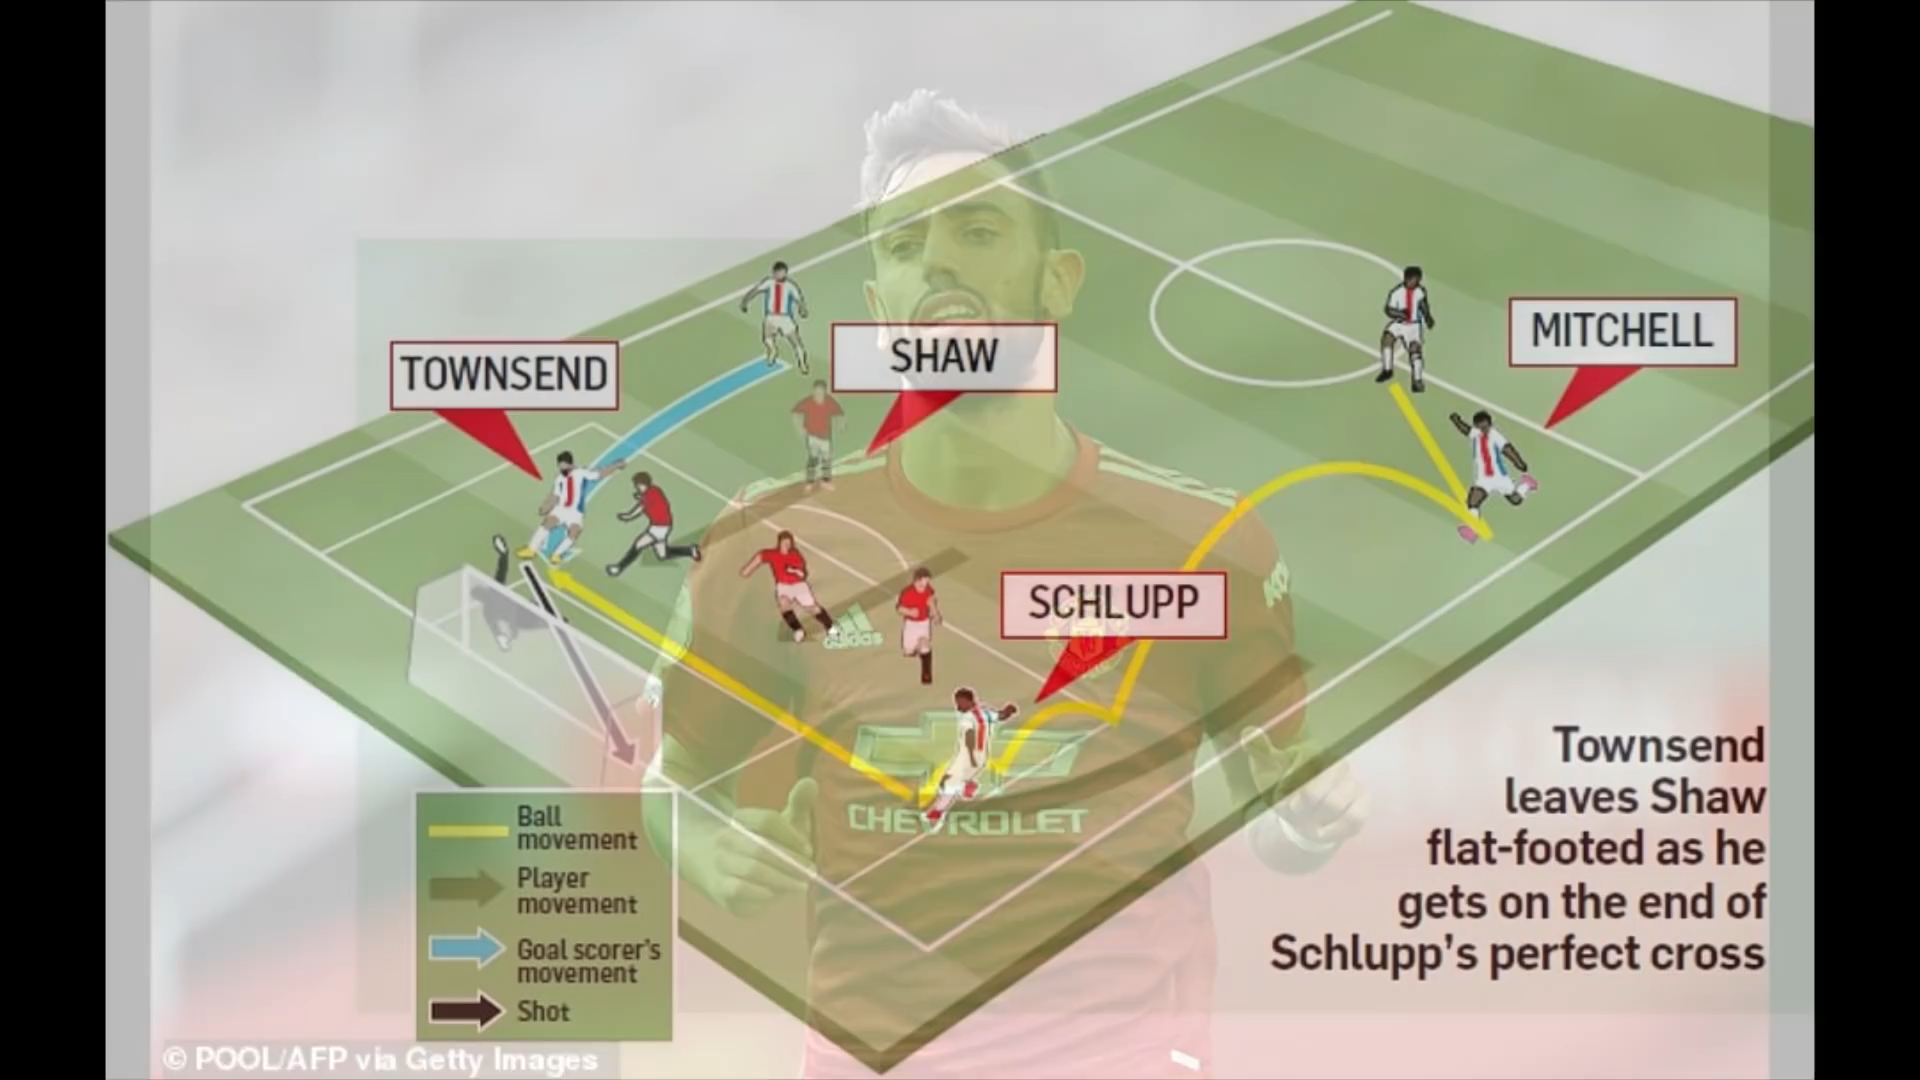 TOWNSEND
SHAW
MITCHELL
SCHLUPP
adidas
CHEVROLET
Townsend
leaves Shaw
flat-footed as he
gets on the end of
Schlupp's perfect cross
Ball
movement
Player
movement
Goal scorer's
movement
Shot
© POOL/AFP via Getty Images